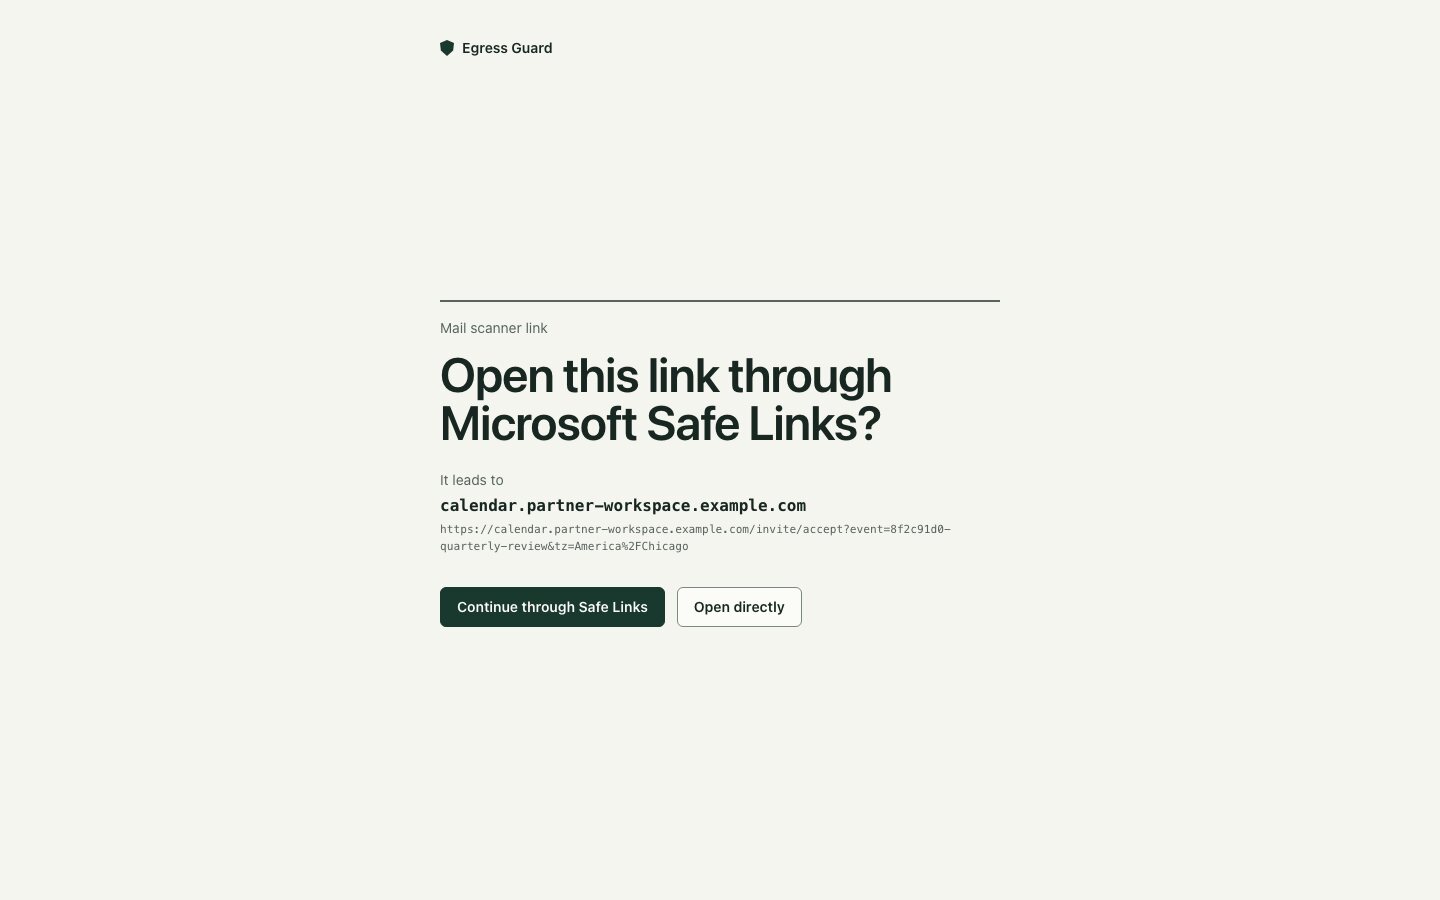 Egress Guard
Mail scanner link
Open this link through
Microsoft Safe Links?
It leads to
calendar.partner-workspace.example.com
https://calendar.partner-workspace.example.com/invite/accept?event=8f2c91d0-
quarterly-review&tz=America%2FChicago
Continue through Safe Links
Open directly